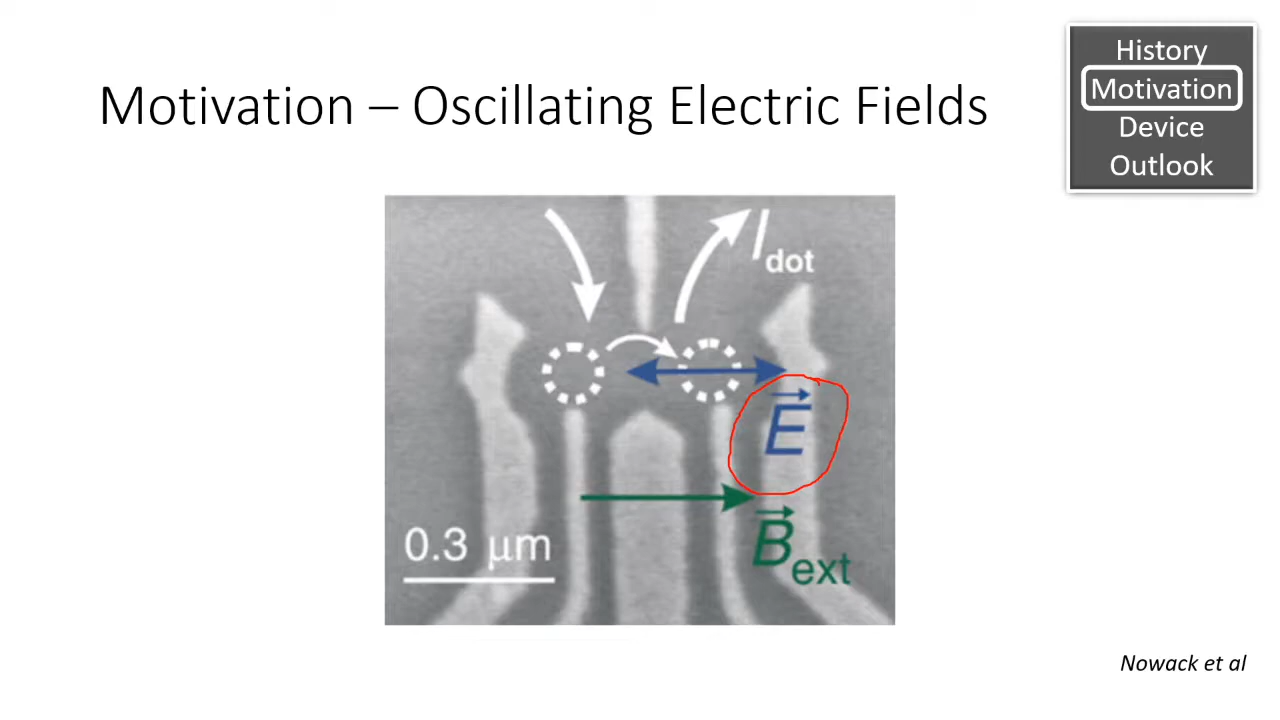 History
Motivation
Device
Outlook
Motivation – Oscillating Electric Fields
I dot
E
B ext
0.3 μm
Nowack et al